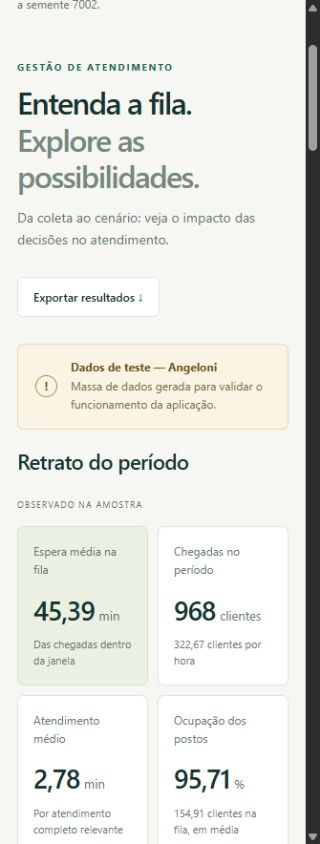 a semente 7002.
GESTÃO DE ATENDIMENTO
Entenda a fila.
Explore as
possibilidades.
Da coleta ao cenário: veja o impacto das
decisões no atendimento.
Exportar resultados ↓
!
Dados de teste — Angeloni
Massa de dados gerada para validar o
funcionamento da aplicação.
Retrato do período
OBSERVADO NA AMOSTRA
Espera média na
fila
45,39 min
Das chegadas dentro
da janela
Chegadas no
período
968 clientes
322,67 clientes por
hora
Atendimento
médio
2,78 min
Por atendimento
completo relevante
Ocupação dos
postos
95,71 %
154,91 clientes na
fila, em média